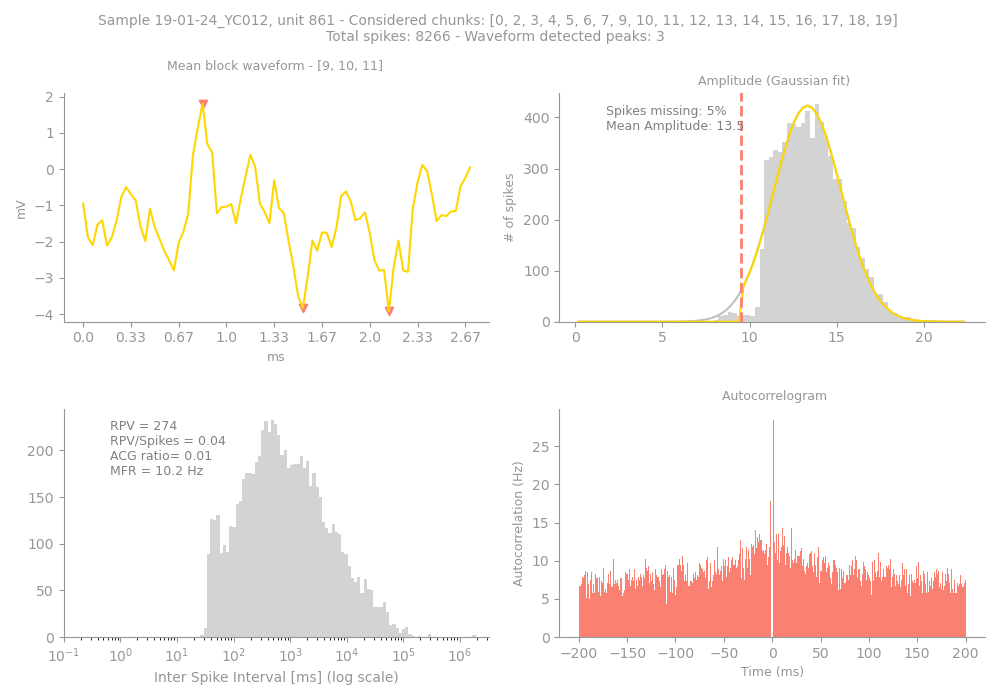 Sample 19-01-24_YC012, unit 861 - Considered chunks: [0, 2, 3, 4, 5, 6, 7, 9, 10, 11, 12, 13, 14, 15, 16, 17, 18, 19]
Total spikes: 8266 - Waveform detected peaks: 3
Mean block waveform - [9, 10, 11]
2
1
0
−1
−2
−3
−4
mV
0.0 0.33 0.67 1.0 1.33 1.67 2.0 2.33 2.67
ms
Amplitude (Gaussian fit)
Spikes missing: 5%
Mean Amplitude: 13.5
400
300
200
100
0
# of spikes
0 5 10 15 20
RPV = 274
RPV/Spikes = 0.04
ACG ratio= 0.01
MFR = 10.2 Hz
200
150
100
50
0
10⁻¹ 10⁰ 10¹ 10² 10³ 10⁴ 10⁵ 10⁶
Inter Spike Interval [ms] (log scale)
Autocorrelogram
25
20
15
10
5
0
Autocorrelation (Hz)
−200 −150 −100 −50 0 50 100 150 200
Time (ms)